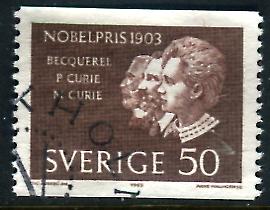 NOBELPRIS 1903
BECQUEREL
P. CURIE
M. CURIE
SVERIGE 50
1963